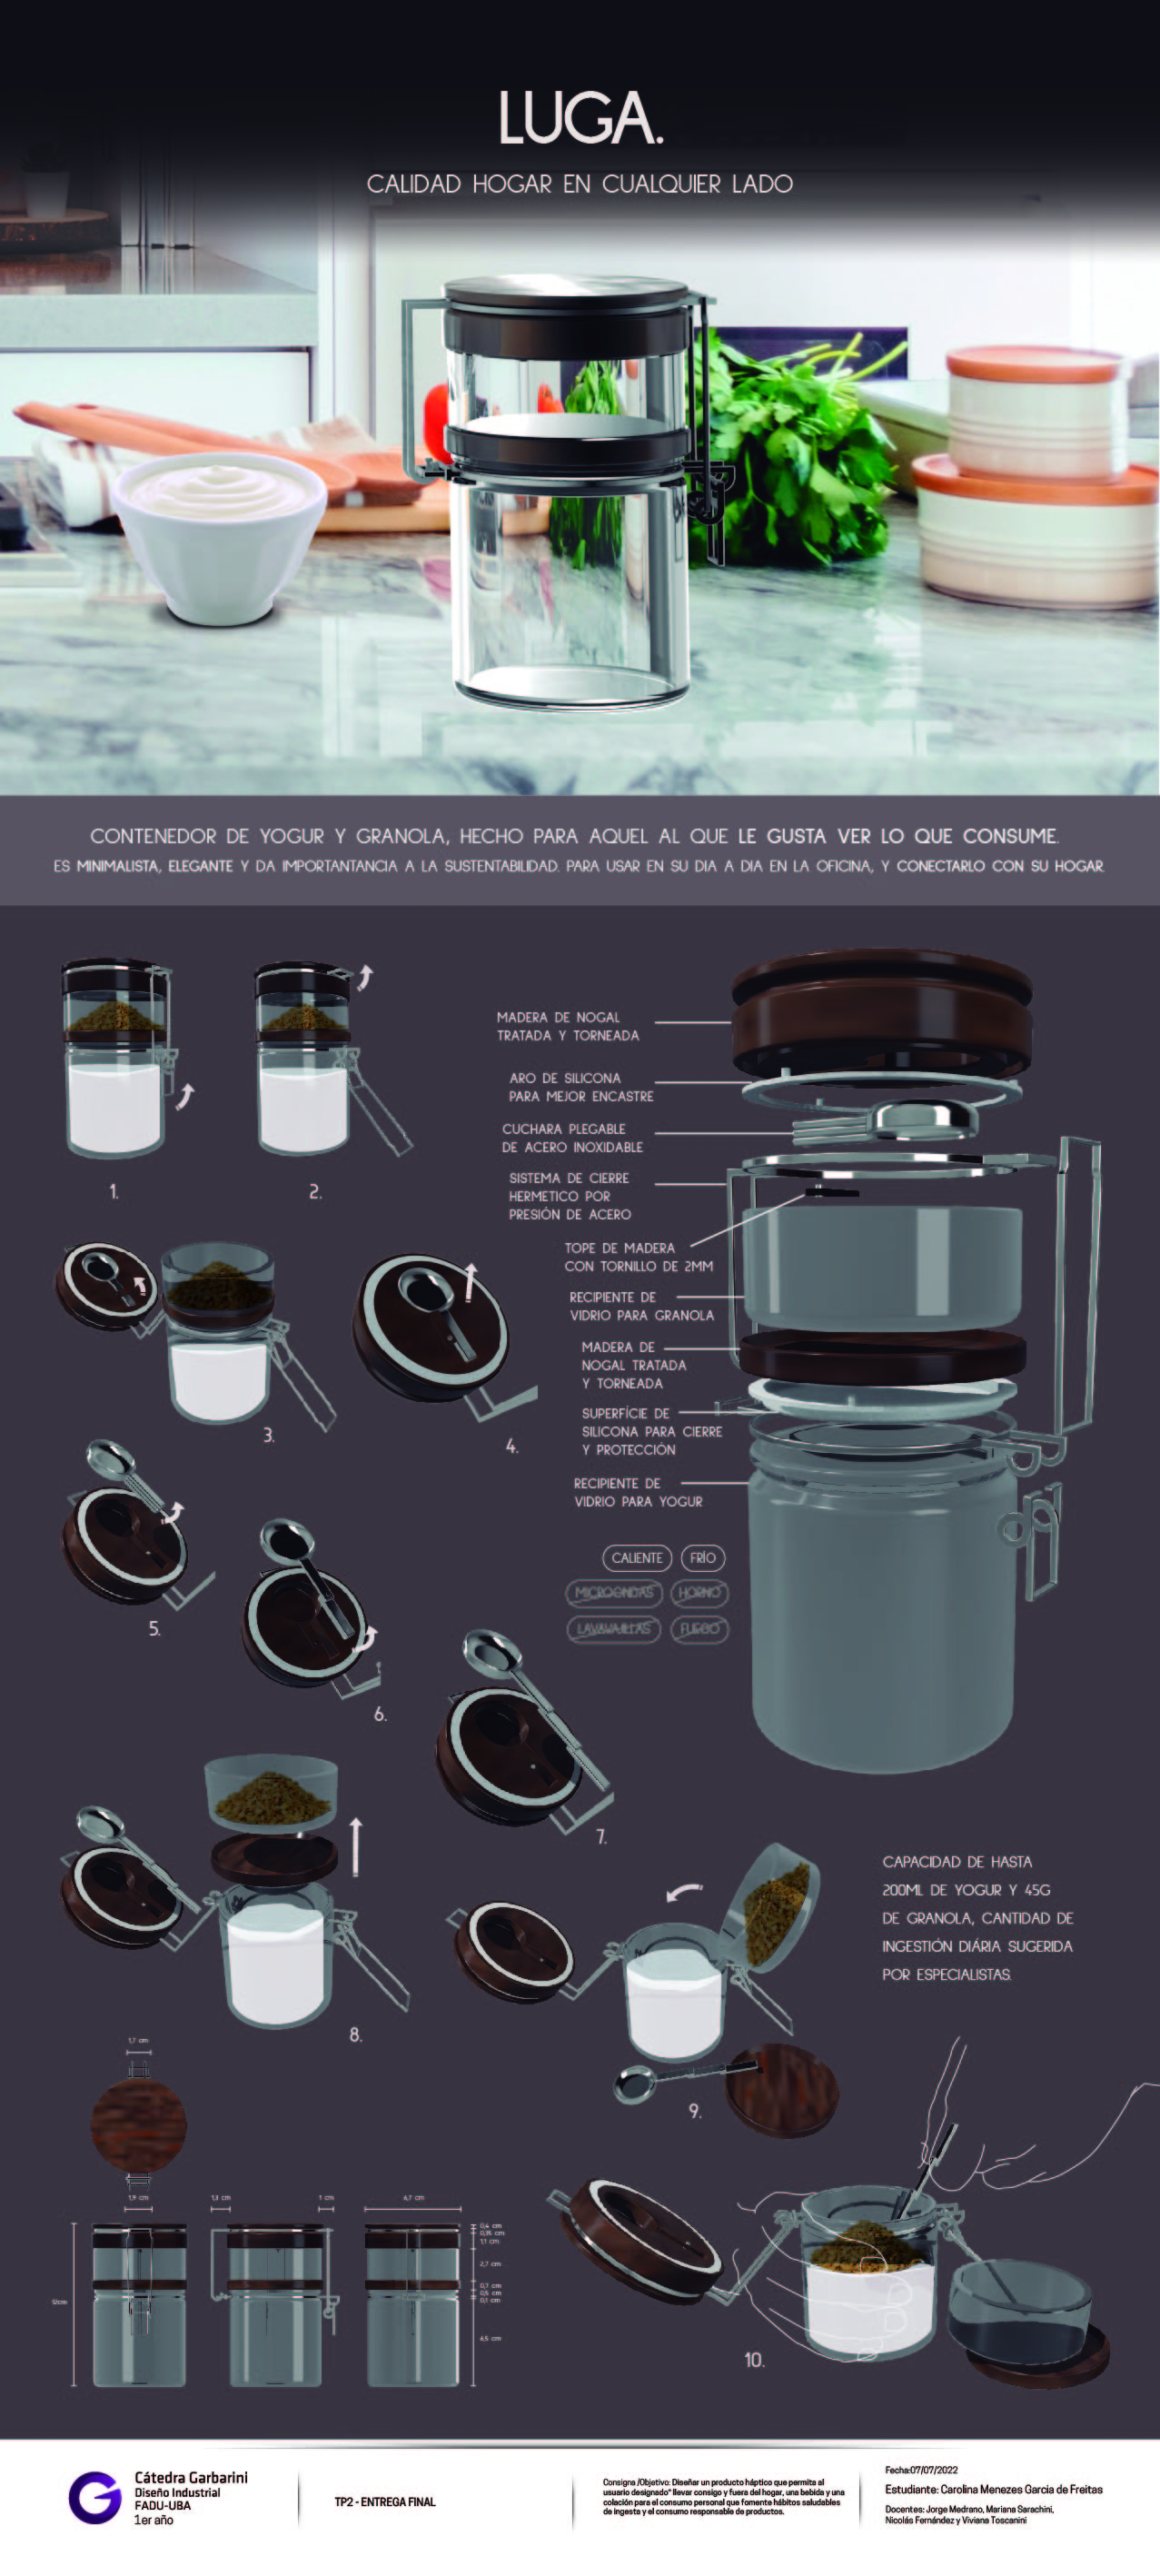 LUGA.
CALIDAD HOGAR EN CUALQUIER LADO
CONTENEDOR DE YOGUR Y GRANOLA, HECHO PARA AQUEL AL QUE LE GUSTA VER LO QUE CONSUME.
ES MINIMALISTA, ELEGANTE Y DA IMPORTANTANCIA A LA SUSTENTABILIDAD. PARA USAR EN SU DIA A DIA EN LA OFICINA, Y CONECTARLO CON SU HOGAR.
1.
2.
3.
4.
5.
6.
7.
8.
9.
10.
MADERA DE NOGAL
TRATADA Y TORNEADA
ARO DE SILICONA
PARA MEJOR ENCASTRE
CUCHARA PLEGABLE
DE ACERO INOXIDABLE
SISTEMA DE CIERRE
HERMETICO POR
PRESIÓN DE ACERO
TOPE DE MADERA
CON TORNILLO DE 2MM
RECIPIENTE DE
VIDRIO PARA GRANOLA
MADERA DE
NOGAL TRATADA
Y TORNEADA
SUPERFÍCIE DE
SILICONA PARA CIERRE
Y PROTECCIÓN
RECIPIENTE DE
VIDRIO PARA YOGUR
CALIENTE FRÍO
MICROONDAS HORNO
LAVAVAJILLAS FUEGO
CAPACIDAD DE HASTA
200ML DE YOGUR Y 45G
DE GRANOLA, CANTIDAD DE
INGESTIÓN DIÁRIA SUGERIDA
POR ESPECIALISTAS.
1,7 cm
1,9 cm
1,3 cm
1 cm
6,7 cm
12cm
0,4 cm
0,35 cm
1,1 cm
2,7 cm
0,7 cm
0,5 cm
0,1 cm
6,5 cm
Cátedra Garbarini
Diseño Industrial
FADU-UBA
1er año
TP2 - ENTREGA FINAL
Consigna /Objetivo: Diseñar un producto háptico que permita al
usuario designado" llevar consigo y fuera del hogar, una bebida y una
colación para el consumo personal que fomente hábitos saludables
de ingesta y el consumo responsable de productos.
Fecha:07/07/2022
Estudiante: Carolina Menezes Garcia de Freitas
Docentes: Jorge Medrano, Mariana Sarachini,
Nicolás Fernández y Viviana Toscanini